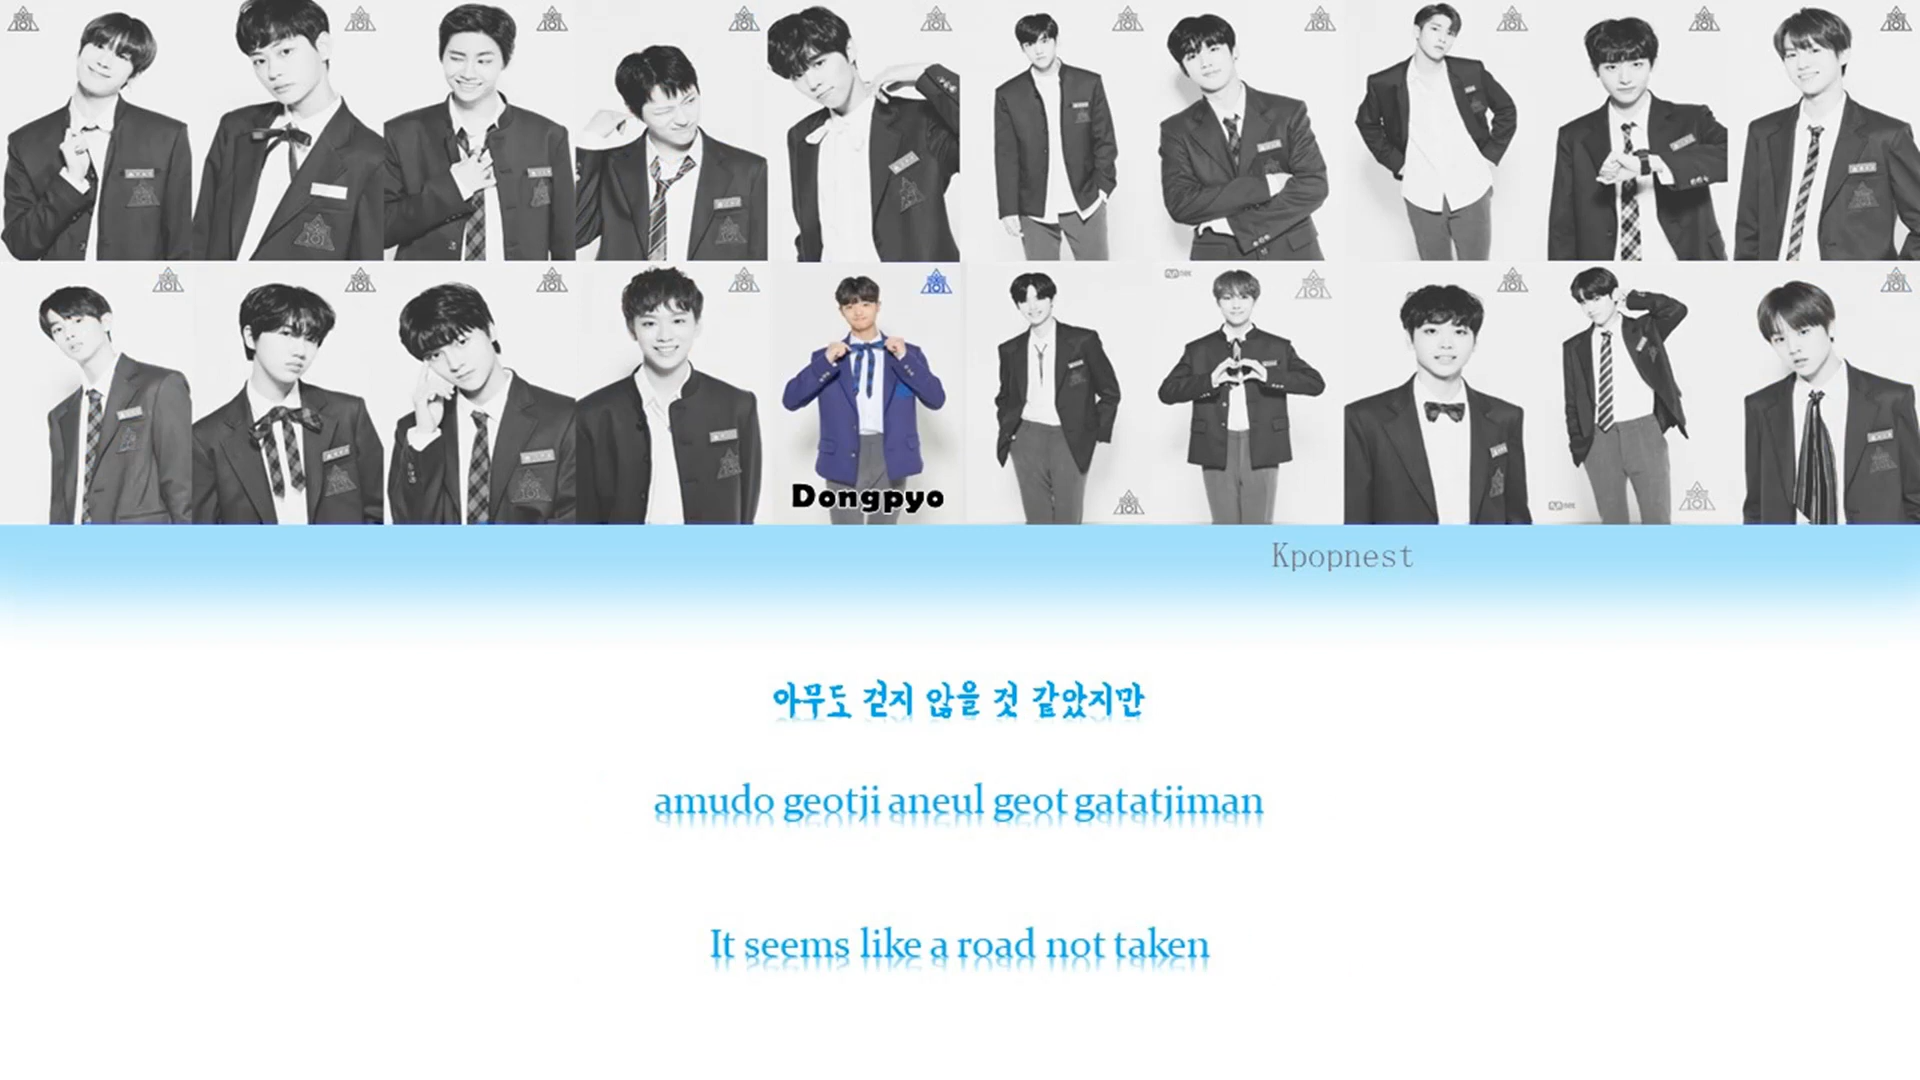 Dongpyo
Kpopnest
아무도 걷지 않을 것 같았지만
amudo geotji aneul geot gatatjiman
It seems like a road not taken